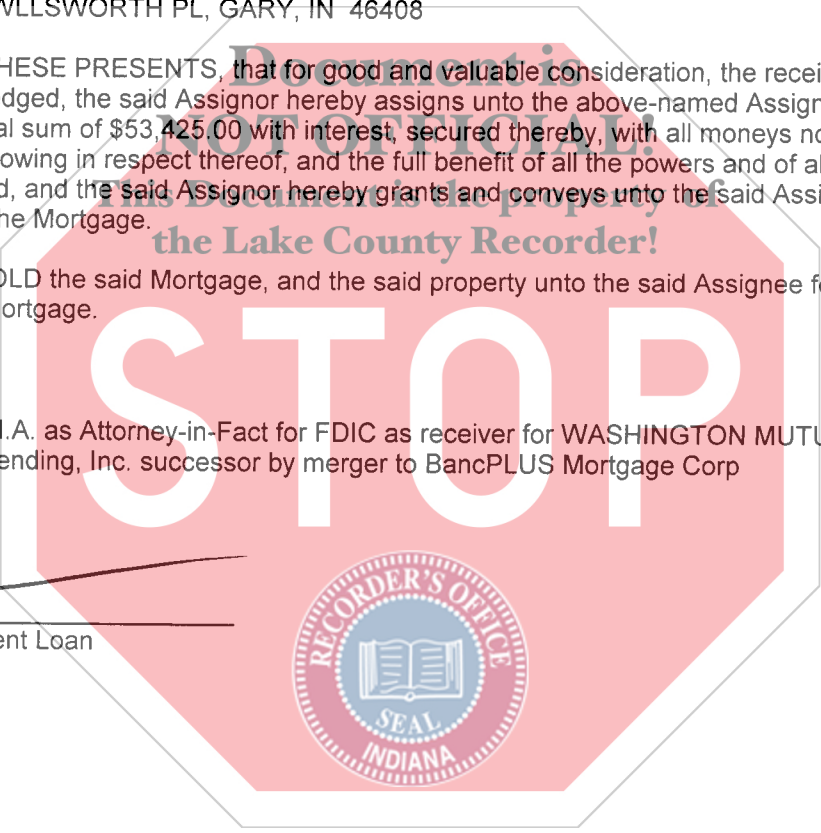 WLLSWORTH PL, GARY, IN 46408
Document is
HESE PRESENTS, that for good and valuable consideration, the recei
dged, the said Assignor hereby assigns unto the above-named Assign
NOT OFFICIAL!
al sum of $53,425.00 with interest, secured thereby, with all moneys no
owing in respect thereof, and the full benefit of all the powers and of al
This Document is the property of
d, and the said Assignor hereby grants and conveys unto the said Assi
he Mortgage.
the Lake County Recorder!
OLD the said Mortgage, and the said property unto the said Assignee fo
ortgage.
STOP
I.A. as Attorney-in-Fact for FDIC as receiver for WASHINGTON MUTU
ending, Inc. successor by merger to BancPLUS Mortgage Corp
ent Loan
RECORDER'S OFFICE
SEAL
INDIANA